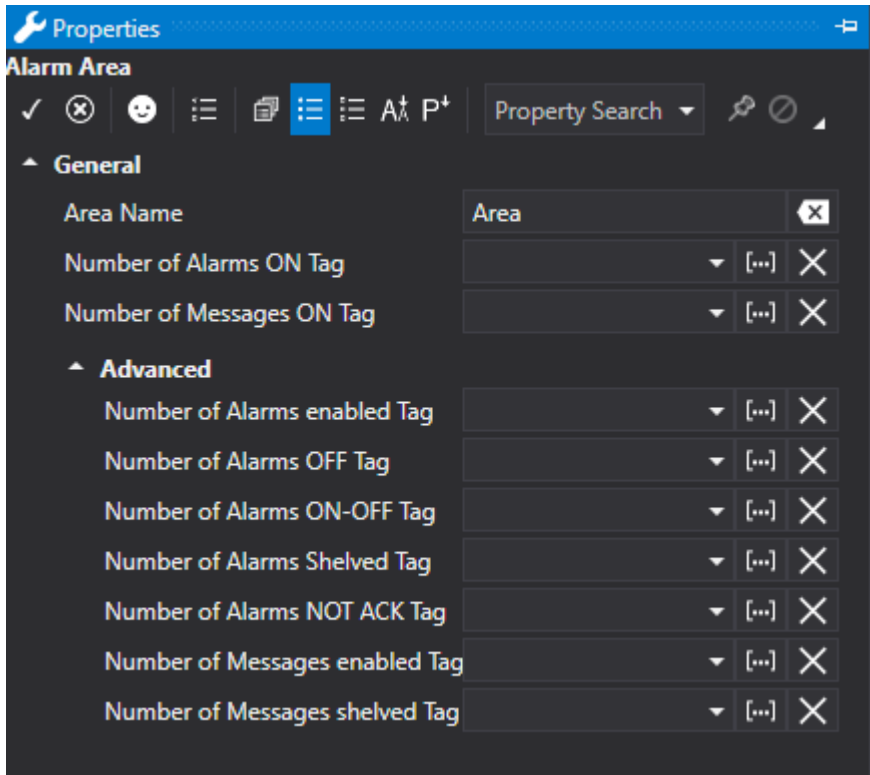 Properties
Alarm Area
Property Search
General
Area Name Area
Number of Alarms ON Tag
Number of Messages ON Tag
Advanced
Number of Alarms enabled Tag
Number of Alarms OFF Tag
Number of Alarms ON-OFF Tag
Number of Alarms Shelved Tag
Number of Alarms NOT ACK Tag
Number of Messages enabled Tag
Number of Messages shelved Tag